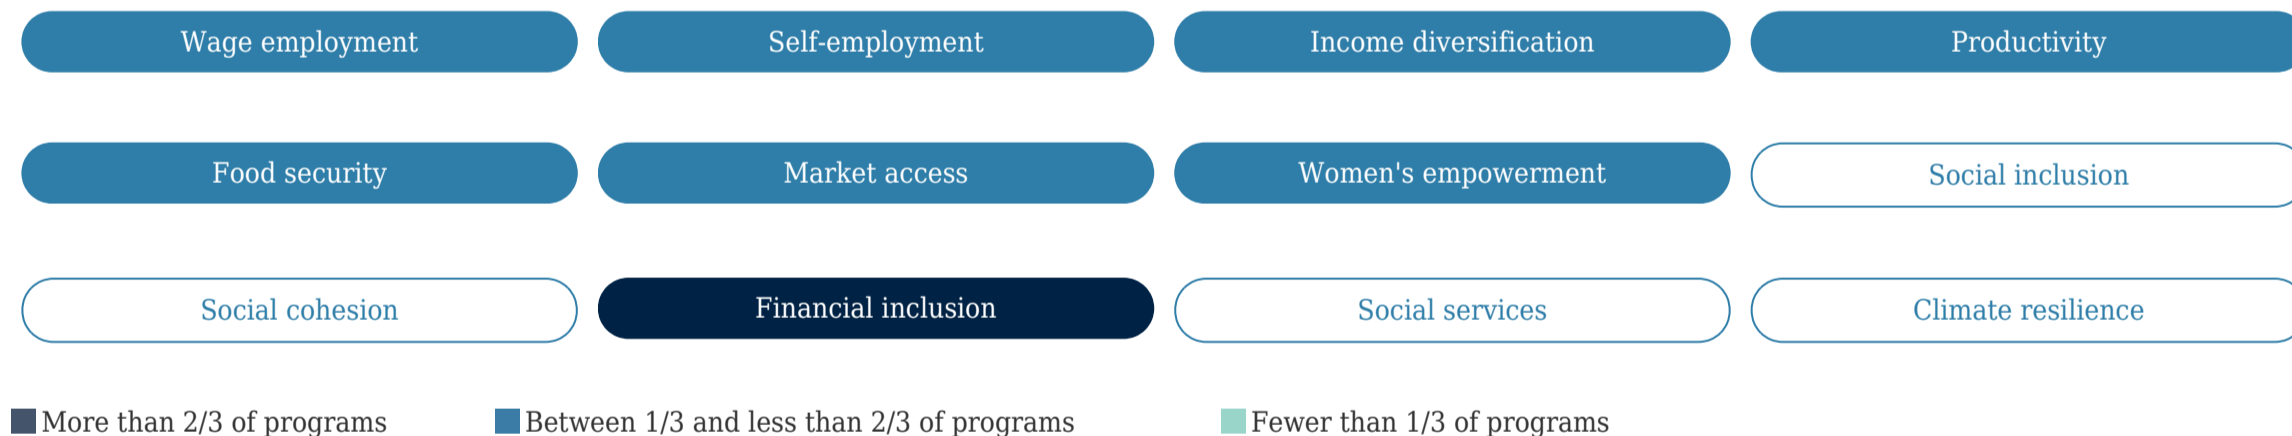 Wage employment
Self-employment
Income diversification
Productivity
Food security
Market access
Women's empowerment
Social inclusion
Social cohesion
Financial inclusion
Social services
Climate resilience
More than 2/3 of programs
Between 1/3 and less than 2/3 of programs
Fewer than 1/3 of programs